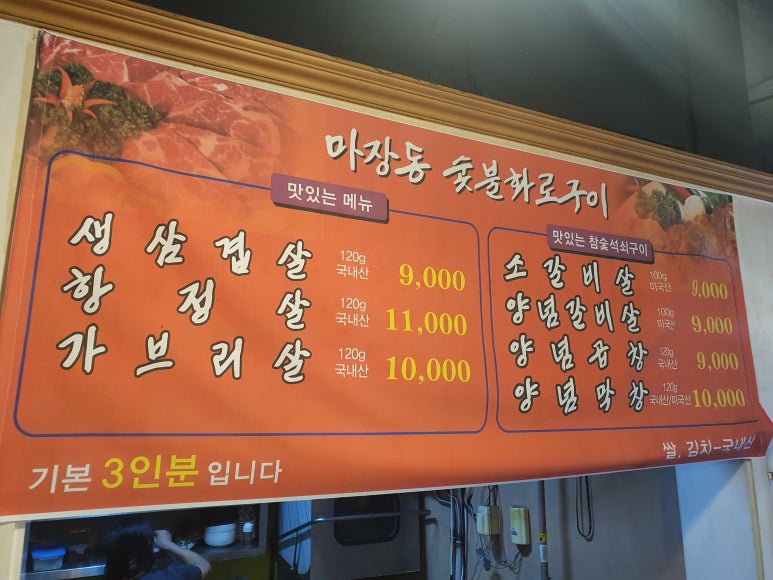 마장동 숯불화로구이
맛있는 메뉴
생삼겹살 120g 국내산 9,000
항정살 120g 국내산 11,000
가브리살 120g 국내산 10,000
맛있는 참숯석쇠구이
소갈비살 100g 미국산 9,000
양념갈비살 100g 미국산 9,000
양념곱창 120g 국내산 9,000
양념막창 120g 국내산/미국산 10,000
기본 3인분 입니다
쌀, 김치-국내산